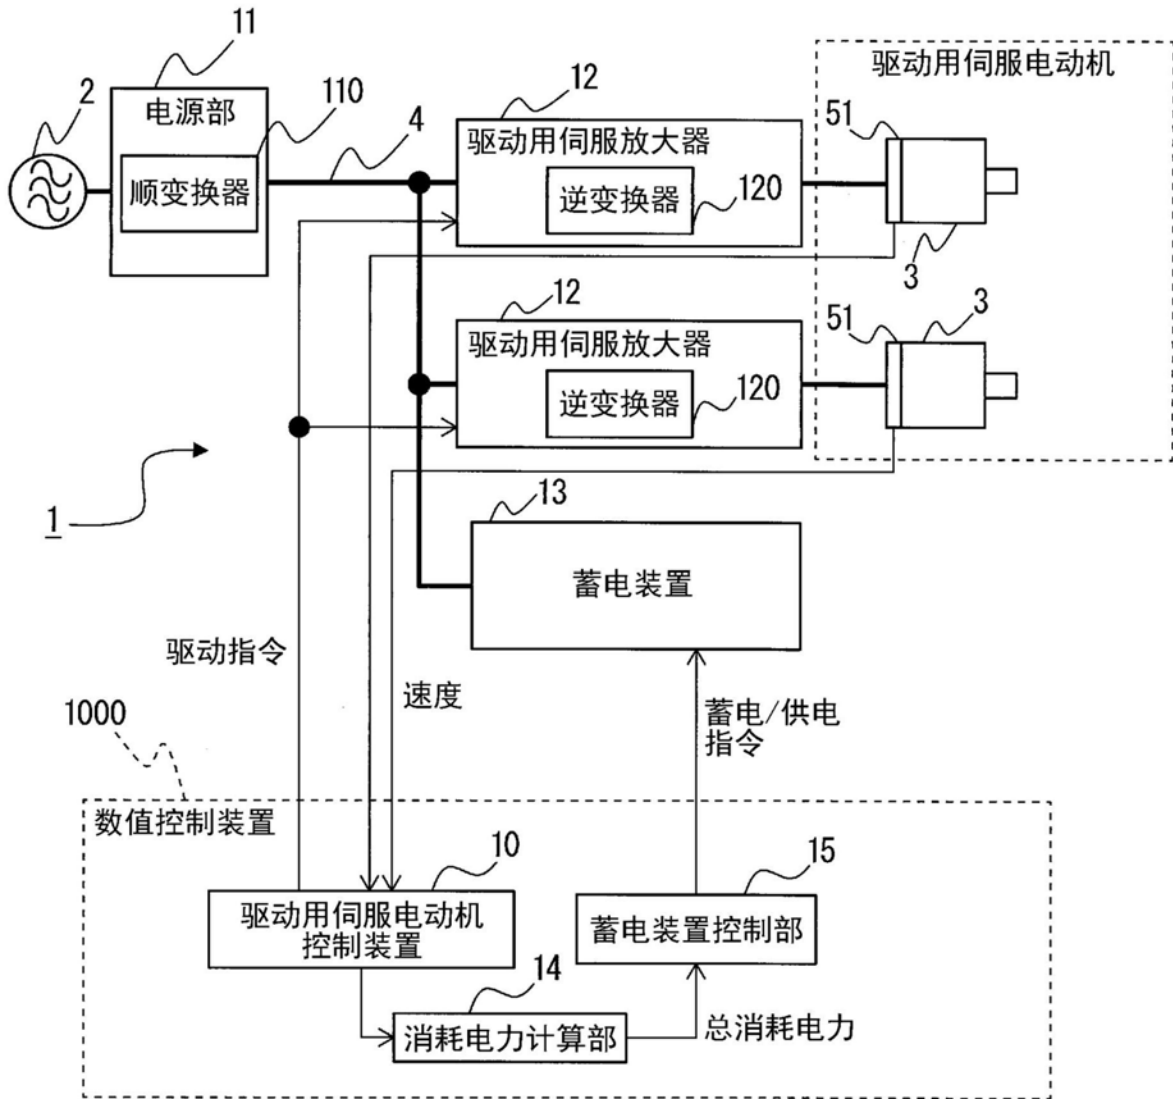 11
驱动用伺服电动机
2
电源部
110
4
12
51
驱动用伺服放大器
顺变换器
逆变换器
120
3
12
51
3
驱动用伺服放大器
逆变换器
120
1
13
蓄电装置
驱动指令
速度
蓄电/供电
指令
1000
数值控制装置
10
15
驱动用伺服电动机
控制装置
蓄电装置控制部
14
消耗电力计算部
总消耗电力